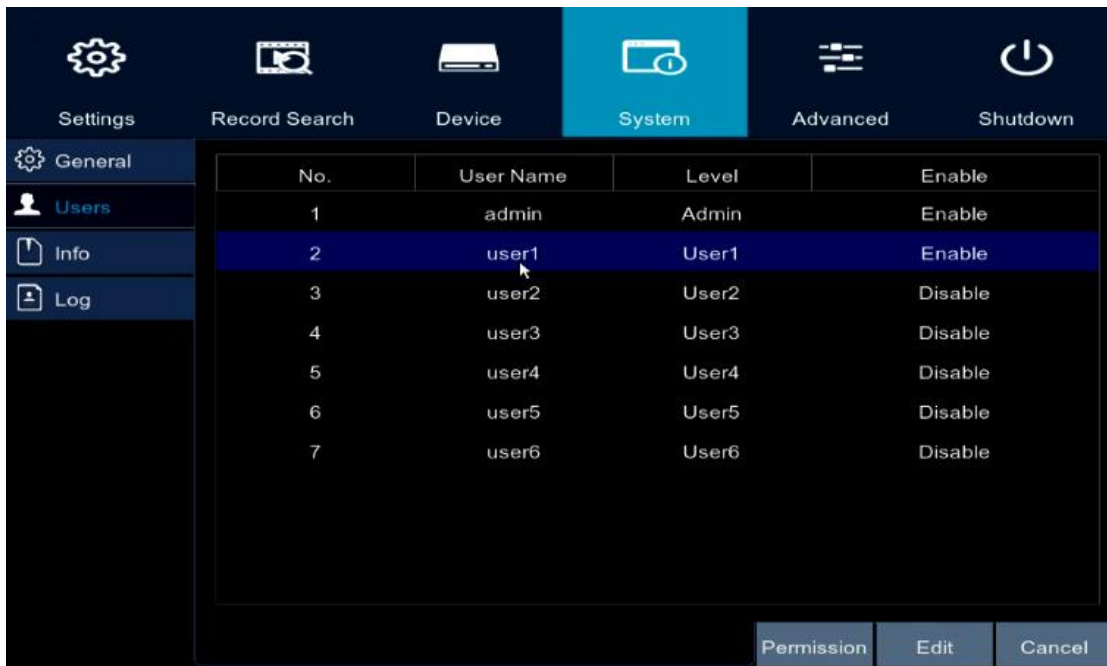 Settings Record Search Device System Advanced Shutdown
General
Users
Info
Log
No. User Name Level Enable
1 admin Admin Enable
2 user1 User1 Enable
3 user2 User2 Disable
4 user3 User3 Disable
5 user4 User4 Disable
6 user5 User5 Disable
7 user6 User6 Disable
Permission Edit Cancel